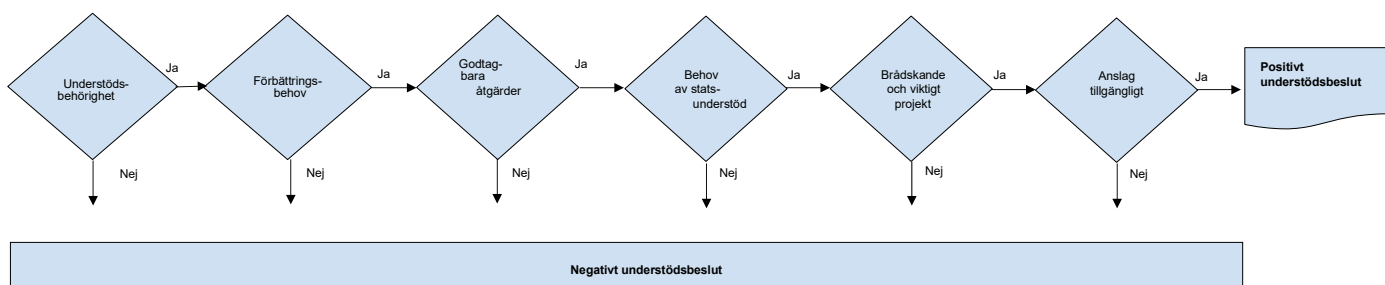 Understöds-
behörighet
Ja
Nej
Förbättrings-
behov
Ja
Nej
Godtag-
bara
åtgärder
Ja
Nej
Behov
av stats-
understöd
Ja
Nej
Brådskande
och viktigt
projekt
Ja
Nej
Anslag
tillgängligt
Ja
Nej
Positivt
understödsbeslut
Negativt understödsbeslut